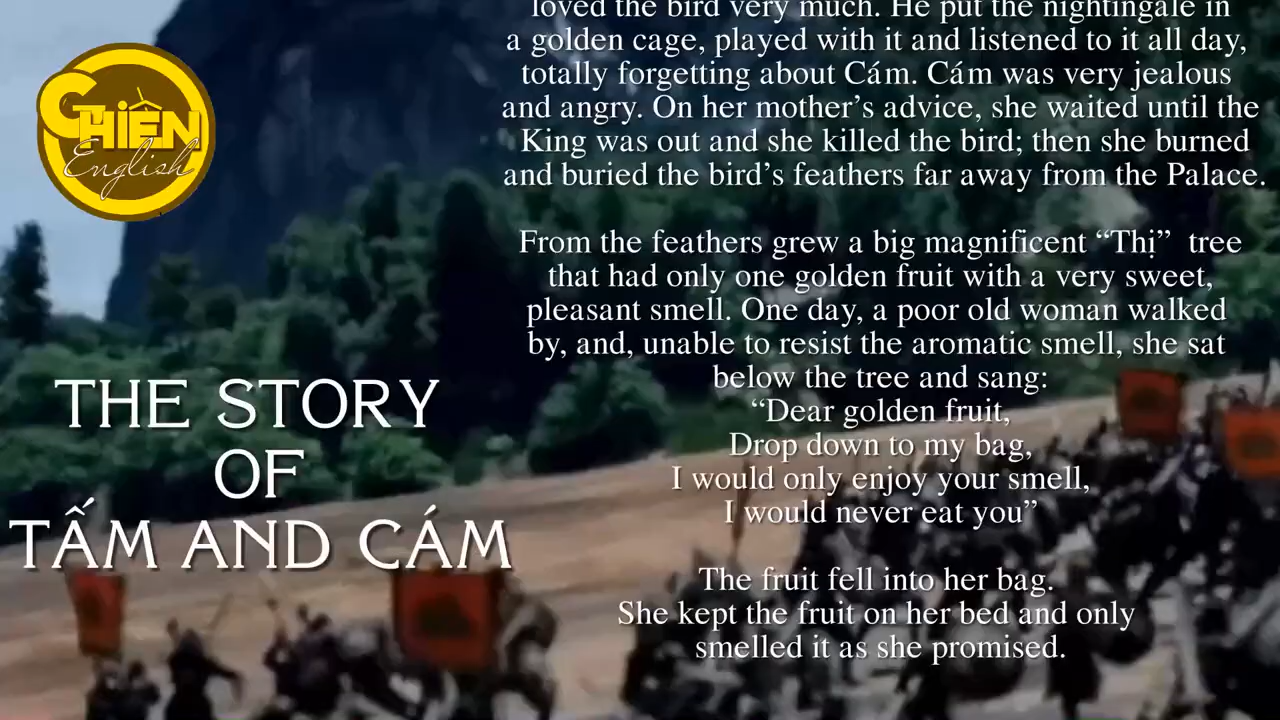 GHIỀN
English
THE STORY
OF
TẤM AND CÁM
loved the bird very much. He put the nightingale in
a golden cage, played with it and listened to it all day,
totally forgetting about Cám. Cám was very jealous
and angry. On her mother’s advice, she waited until the
King was out and she killed the bird; then she burned
and buried the bird’s feathers far away from the Palace.
From the feathers grew a big magnificent “Thị” tree
that had only one golden fruit with a very sweet,
pleasant smell. One day, a poor old woman walked
by, and, unable to resist the aromatic smell, she sat
below the tree and sang:
“Dear golden fruit,
Drop down to my bag,
I would only enjoy your smell,
I would never eat you”
The fruit fell into her bag.
She kept the fruit on her bed and only
smelled it as she promised.